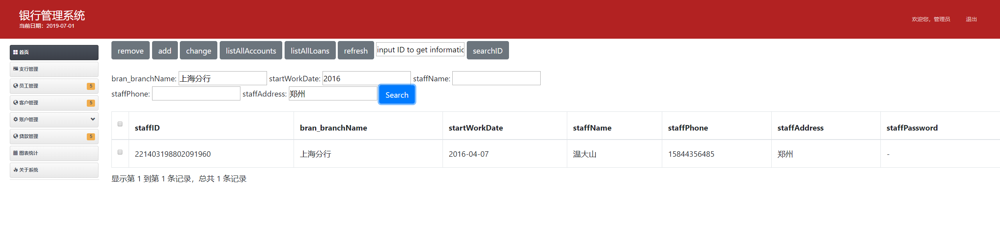 银行管理系统
当前日期：2019-07-01
欢迎您，管理员 退出
首页
支行管理
员工管理 5
客户管理 5
账户管理
贷款管理 5
图表统计
关于系统
remove add change listAllAccounts listAllLoans refresh input ID to get informatic searchID
bran_branchName: 上海分行 startWorkDate: 2016 staffName:
staffPhone: staffAddress: 郑州 Search
staffID bran_branchName startWorkDate staffName staffPhone staffAddress staffPassword
221403198802091960 上海分行 2016-04-07 温大山 15844356485 郑州 -
显示第 1 到第 1 条记录，总共 1 条记录